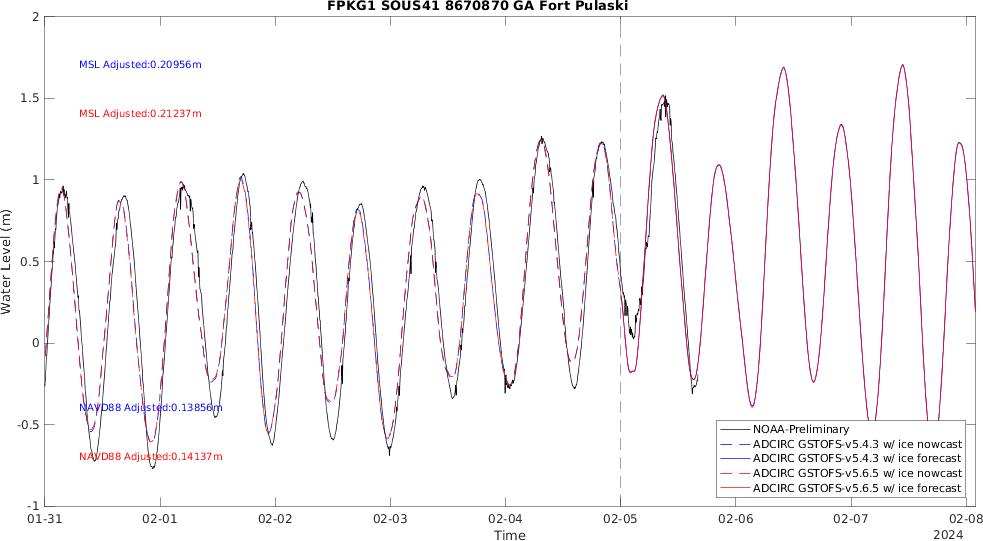 FPKG1 SOUS41 8670870 GA Fort Pulaski
2
1.5
1
0.5
0
-0.5
-1
Water Level (m)
MSL Adjusted:0.20956m
MSL Adjusted:0.21237m
NAVD88 Adjusted:0.13856m
NAVD88 Adjusted:0.14137m
NOAA-Preliminary
ADCIRC GSTOFS-v5.4.3 w/ ice nowcast
ADCIRC GSTOFS-v5.4.3 w/ ice forecast
ADCIRC GSTOFS-v5.6.5 w/ ice nowcast
ADCIRC GSTOFS-v5.6.5 w/ ice forecast
01-31 02-01 02-02 02-03 02-04 02-05 02-06 02-07 02-08
Time
2024